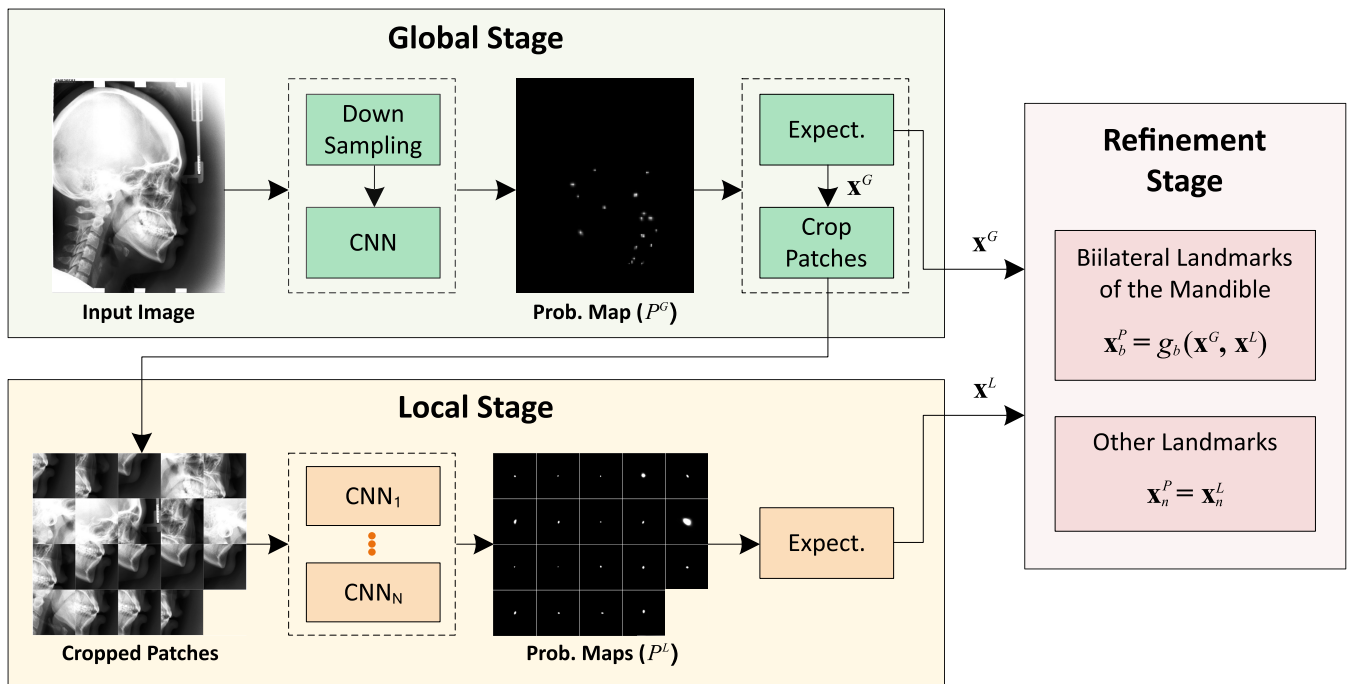 Global Stage
Down
Sampling
CNN
Input Image
Prob. Map (P^G)
Expect.
x^G
Crop
Patches
x^G
Local Stage
CNN₁
CNN_N
Cropped Patches
Prob. Maps (P^L)
Expect.
x^L
Refinement
Stage
Biilateral Landmarks
of the Mandible
x_b^P = g_b(x^G, x^L)
Other Landmarks
x_n^P = x_n^L